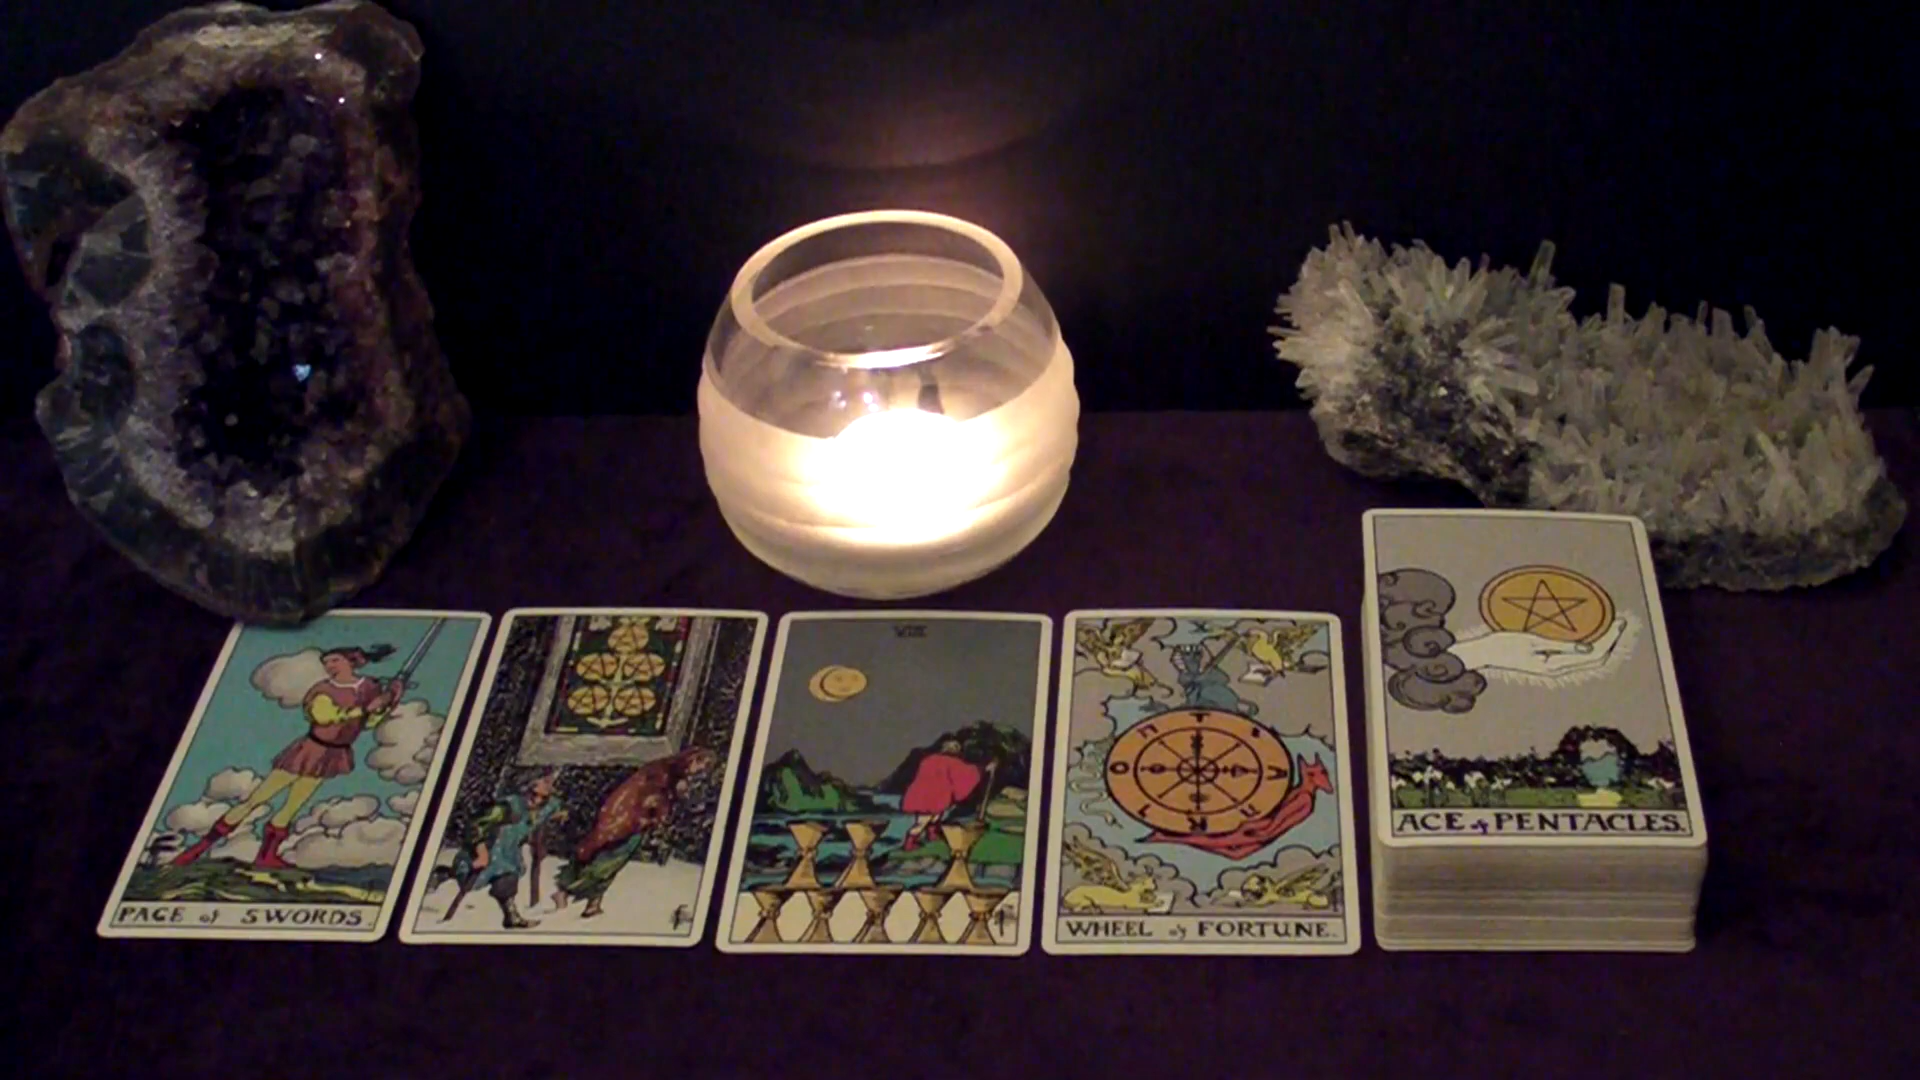 PAGE of SWORDS.
WHEEL of FORTUNE.
ACE of PENTACLES.